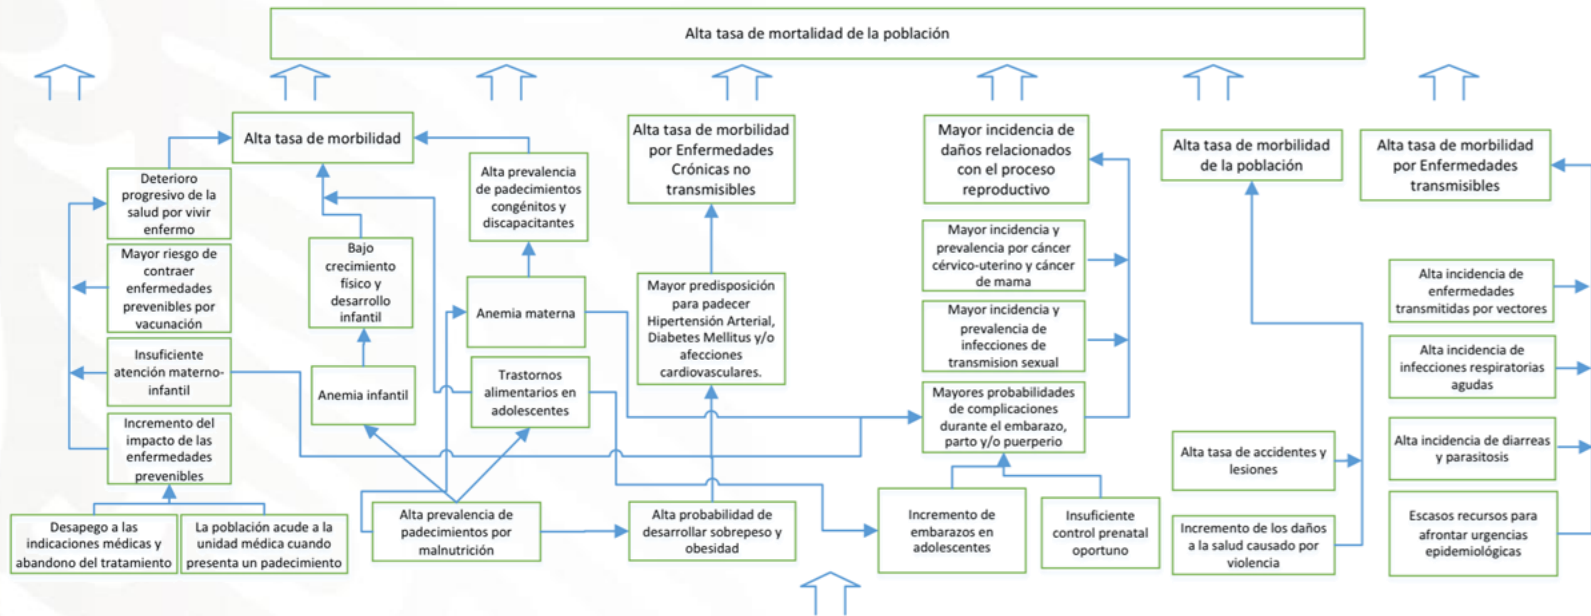 Alta tasa de mortalidad de la población
Alta tasa de morbilidad
Deterioro
progresivo de la
salud por vivir
enfermo
Mayor riesgo de
contraer
enfermedades
prevenibles por
vacunación
Insuficiente
atención materno-
infantil
Incremento del
impacto de las
enfermedades
prevenibles
Desapego a las
indicaciones médicas y
abandono del tratamiento
La población acude a la
unidad médica cuando
presenta un padecimiento
Bajo
crecimiento
físico y
desarrollo
infantil
Anemia infantil
Alta prevalencia
de padecimientos
congénitos y
discapacitantes
Anemia materna
Trastornos
alimentarios en
adolescentes
Alta prevalencia de
padecimientos por
malnutrición
Alta tasa de morbilidad
por Enfermedades
Crónicas no
transmisibles
Mayor predisposición
para padecer
Hipertensión Arterial,
Diabetes Mellitus y/o
afecciones
cardiovasculares.
Alta probabilidad de
desarrollar sobrepeso y
obesidad
Mayor incidencia de
daños relacionados
con el proceso
reproductivo
Mayor incidencia y
prevalencia por cáncer
cérvico-uterino y cáncer
de mama
Mayor incidencia y
prevalencia de
infecciones de
transmision sexual
Mayores probabilidades
de complicaciones
durante el embarazo,
parto y/o puerperio
Incremento de
embarazos en
adolescentes
Insuficiente
control prenatal
oportuno
Alta tasa de morbilidad
de la población
Alta tasa de accidentes y
lesiones
Incremento de los daños
a la salud causado por
violencia
Alta tasa de morbilidad
por Enfermedades
transmisibles
Alta incidencia de
enfermedades
transmitidas por vectores
Alta incidencia de
infecciones respiratorias
agudas
Alta incidencia de diarreas
y parasitosis
Escasos recursos para
afrontar urgencias
epidemiológicas